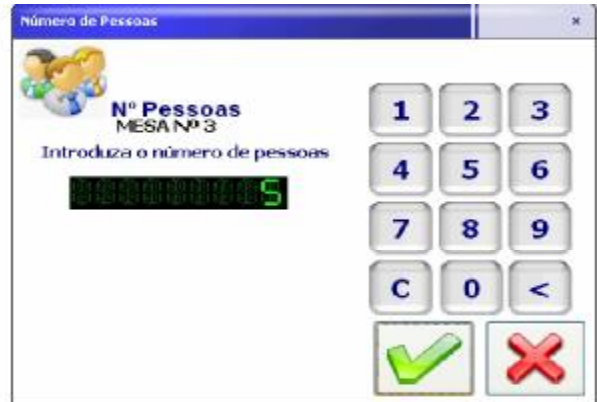 Número de Pessoas
Nº Pessoas
MESA Nº 3
Introduza o número de pessoas
5
1 2 3
4 5 6
7 8 9
C 0 <